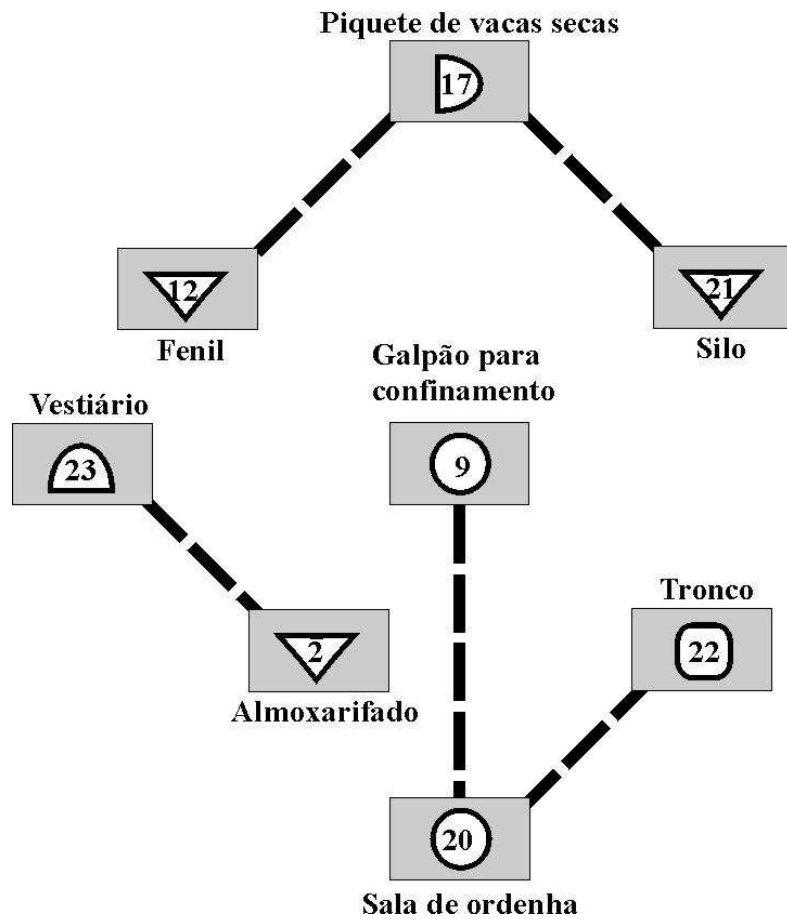 Piquete de vacas secas
17
12
Fenil
21
Silo
Galpão para
confinamento
9
Vestiário
23
2
Almoxarifado
Tronco
22
20
Sala de ordenha